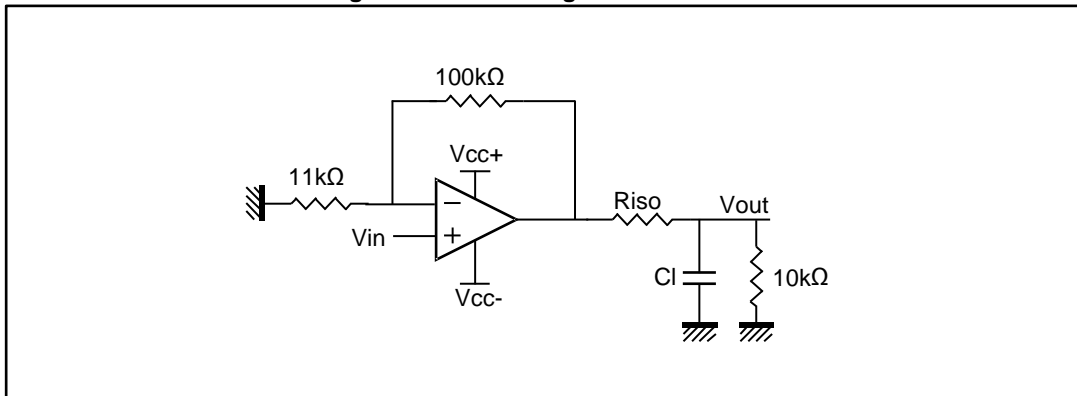 100kΩ
Vcc+
11kΩ
Riso
Vout
Vin
Cl
10kΩ
Vcc-